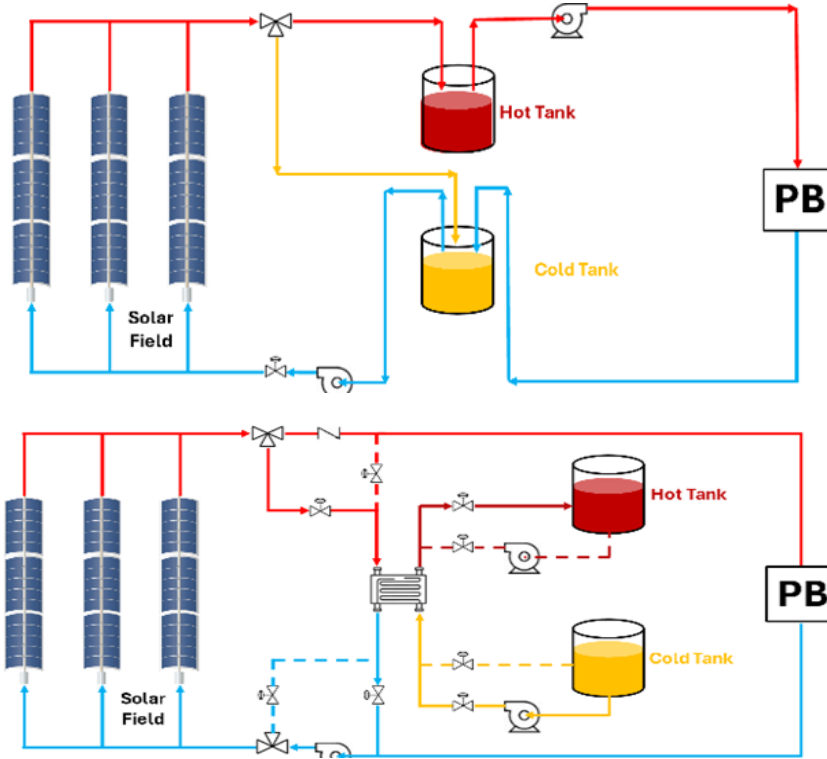 Hot Tank
PB
Cold Tank
Solar
Field
Hot Tank
PB
Cold Tank
Solar
Field